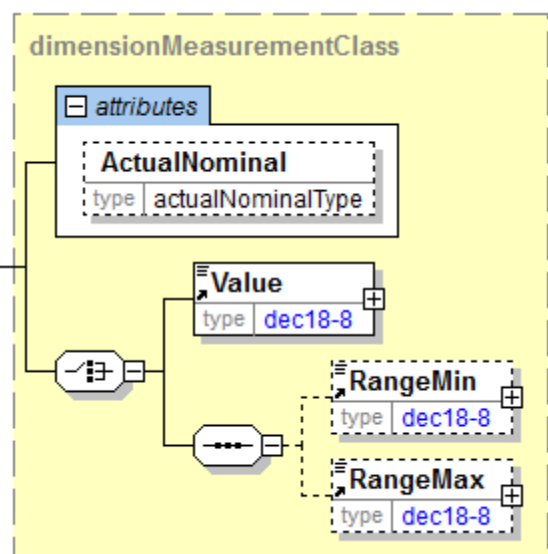 dimensionMeasurementClass
attributes
ActualNominal
type actualNominalType
Value
type dec18-8
RangeMin
type dec18-8
RangeMax
type dec18-8